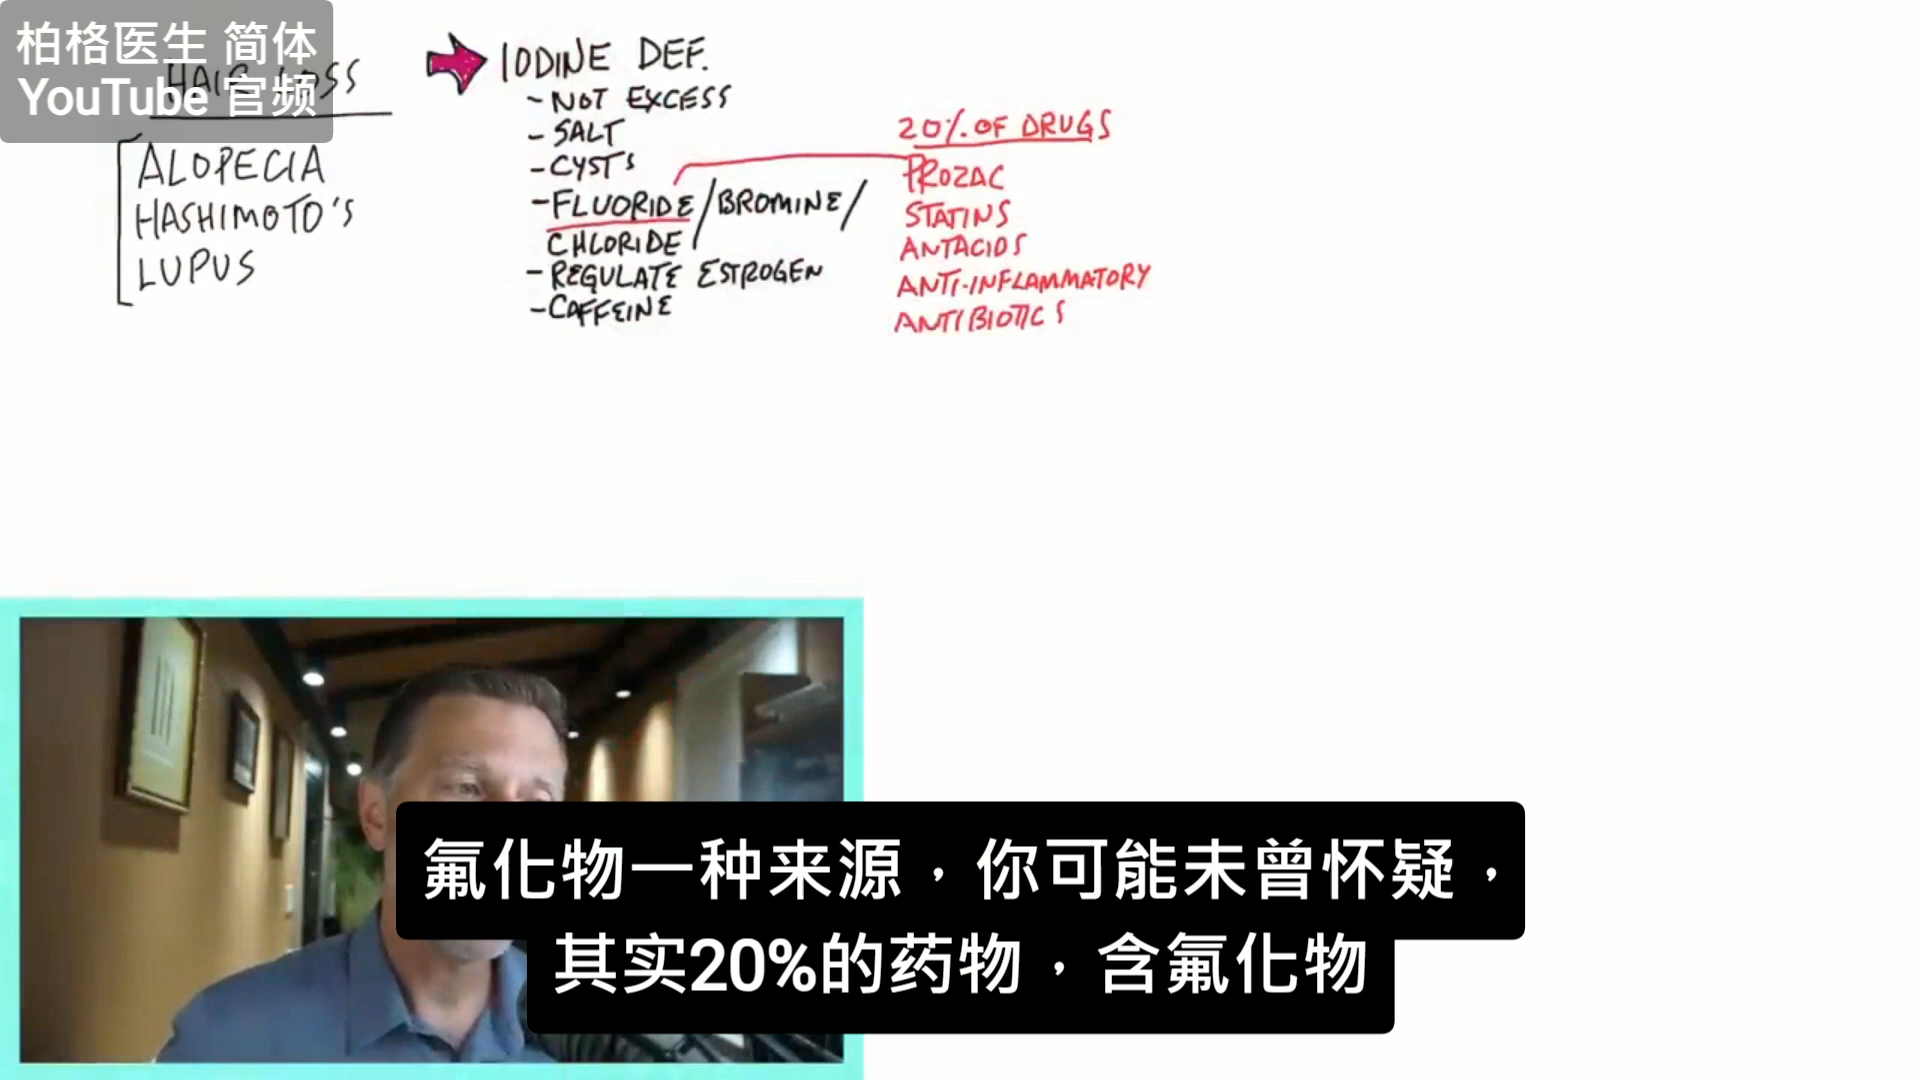 柏格医生 简体
YouTube 官频
HAIR LOSS
ALOPECIA
HASHIMOTO'S
LUPUS
IODINE DEF.
- NOT EXCESS
- SALT
- CYSTS
- FLUORIDE/BROMINE/
CHLORIDE/
- REGULATE ESTROGEN
- CAFFEINE
20% OF DRUGS
PROZAC
STATINS
ANTACIDS
ANTI-INFLAMMATORY
ANTIBIOTICS
氟化物一种来源，你可能未曾怀疑，
其实20%的药物，含氟化物